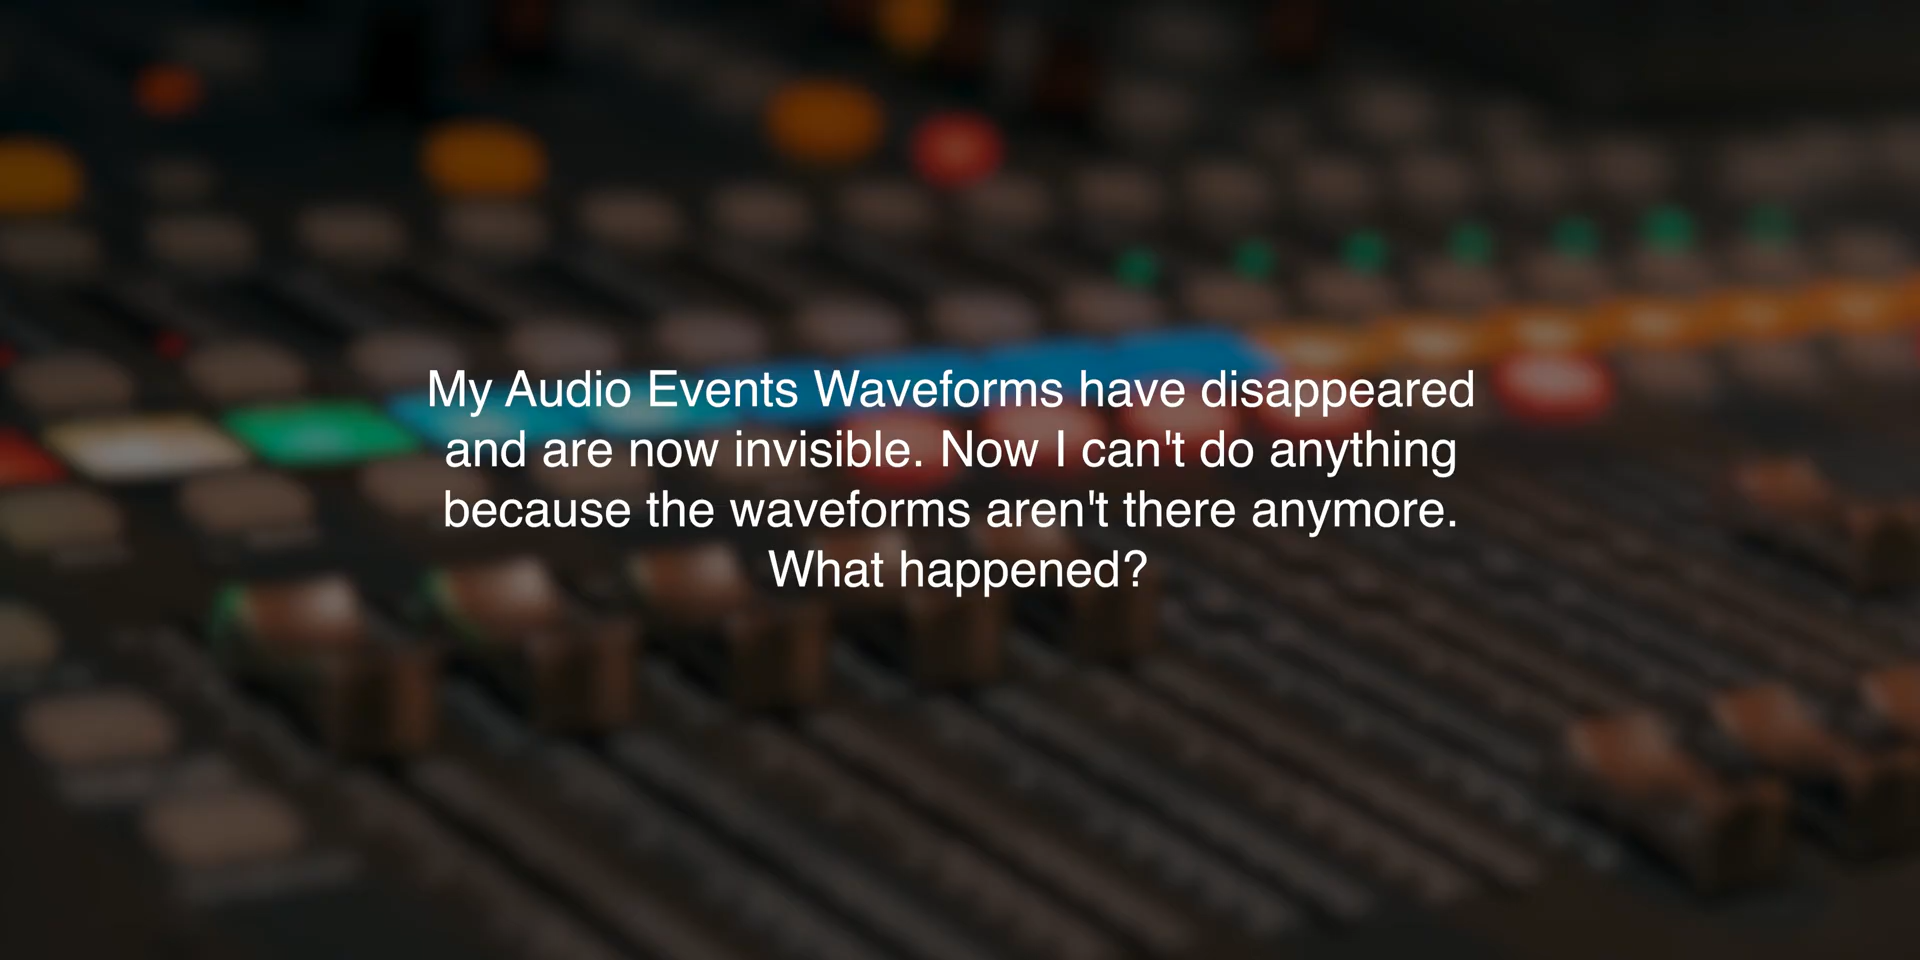 My Audio Events Waveforms have disappeared
and are now invisible. Now I can't do anything
because the waveforms aren't there anymore.
What happened?